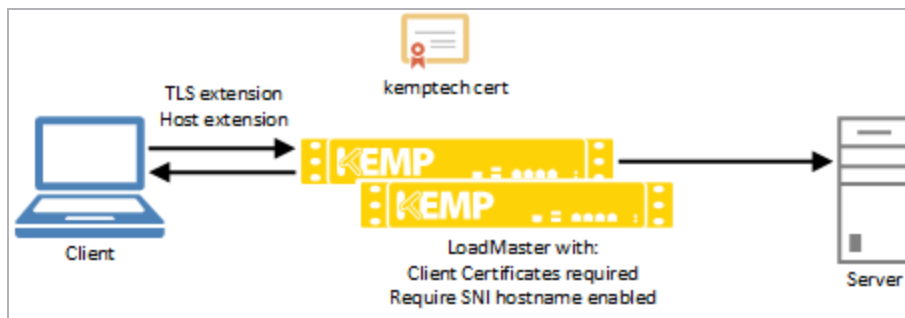 kemptech cert
TLS extension
Host extension
KEMP
KEMP
Client
LoadMaster with:
Client Certificates required
Require SNI hostname enabled
Server